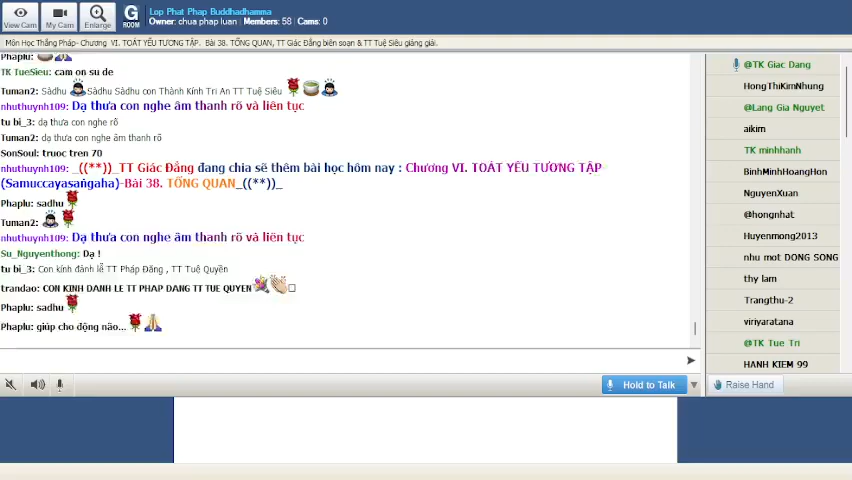 View Cam
My Cam
Enlarge
G
ROOM
Lop Phat Phap Buddhadhamma
Owner: chua phap luan : Members: 58 : Cams: 0
Môn Học Thắng Pháp- Chương VI. TOÁT YẾU TƯƠNG TẬP. Bài 38. TỔNG QUAN, TT Giác Đẳng biên soạn & TT Tuệ Siêu giảng giải.
Phaplu:
TK TueSieu: cam on su de
Tuman2: Sàdhu Sàdhu Sàdhu con Thành Kính Tri Ân TT Tuệ Siêu
nhuthuynh109: Dạ thưa con nghe âm thanh rõ và liên tục
tu bi_3: dạ thưa con nghe rõ
Tuman2: dạ thưa con nghe âm thanh rõ
SonSoul: truoc tren 70
nhuthuynh109: _((**))_TT Giác Đẳng đang chia sẽ thêm bài học hôm nay : Chương VI. TOÁT YẾU TƯƠNG TẬP
(Samuccayasaṅgaha)-Bài 38. TỔNG QUAN_((**)_
Phaplu: sadhu
Tuman2:
nhuthuynh109: Dạ thưa con nghe âm thanh rõ và liên tục
Su_Nguyenthong: Dạ !
tu bi_3: Con kính đảnh lễ TT Pháp Đăng , TT Tuệ Quyền
trandao: CON KINH DANH LE TT PHAP DANG TT TUE QUYEN
Phaplu: sadhu
Phaplu: giúp cho động não...
Hold to Talk
@TK Giac Dang
HongThiKimNhung
@Lang Gia Nguyet
aikim
TK minhhanh
BinhMinhHoangHon
NguyenXuan
@hongnhat
Huyenmong2013
nhu mot DONG SONG
thy lam
Trangthu-2
viriyaratana
@TK Tue Tri
HANH KIEM 99
Raise Hand